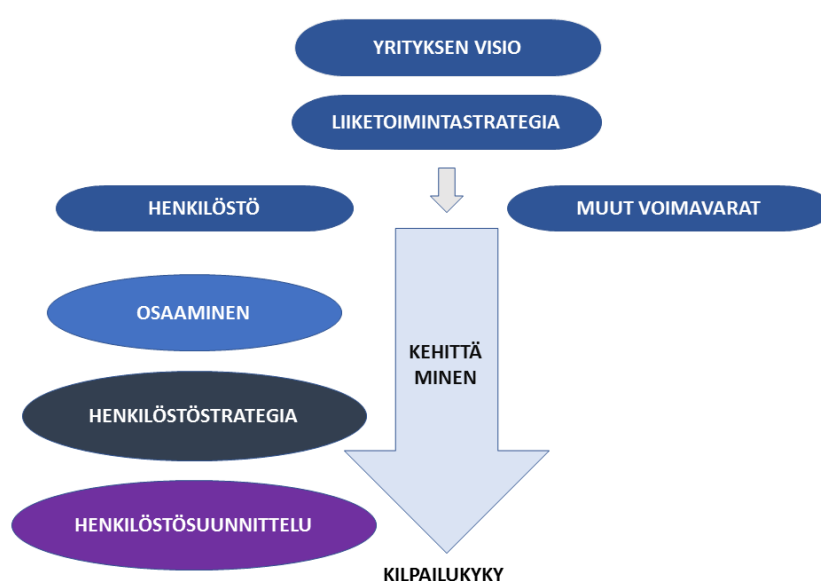 YRITYKSEN VISIO
LIIKETOIMINTASTRATEGIA
HENKILÖSTÖ
MUUT VOIMAVARAT
OSAAMINEN
KEHITTÄ
MINEN
HENKILÖSTÖSTRATEGIA
HENKILÖSTÖSUUNNITTELU
KILPAILUKYKY